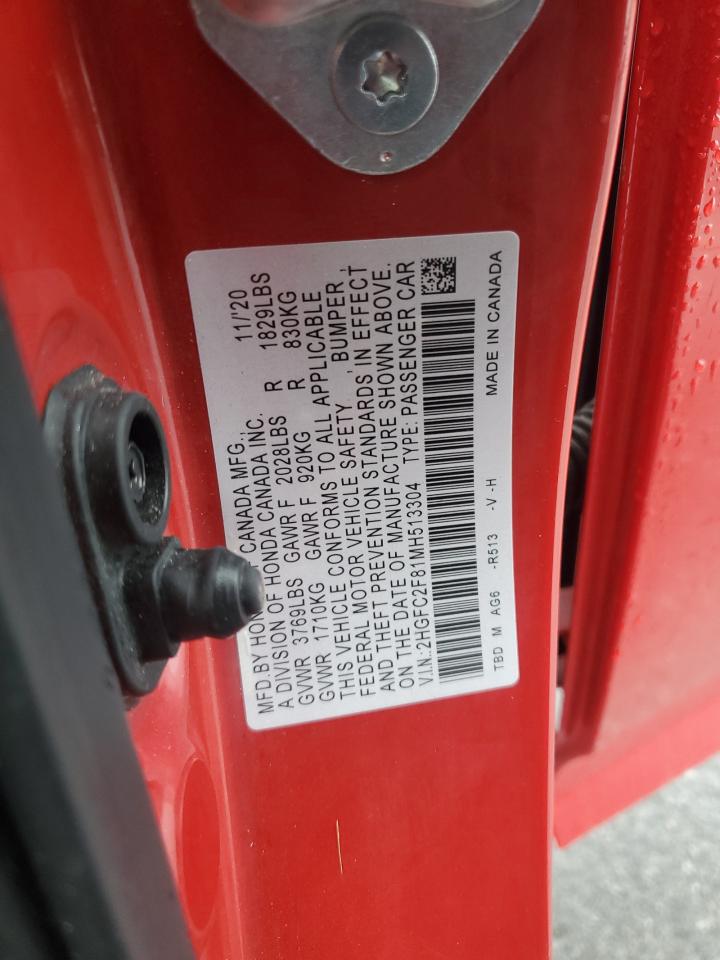 MFD. BY HONDA CANADA MFG., 11/'20
A DIVISION OF HONDA CANADA INC.
GVWR 3769LBS GAWR F 2028LBS R 1829LBS
GVWR 1710KG GAWR F 920KG R 830KG
THIS VEHICLE CONFORMS TO ALL APPLICABLE
FEDERAL MOTOR VEHICLE SAFETY , BUMPER ,
AND THEFT PREVENTION STANDARDS IN EFFECT
ON THE DATE OF MANUFACTURE SHOWN ABOVE.
V.I.N.:2HGFC2F81MH513304 TYPE: PASSENGER CAR
TBD M AG6 -R513 -V -H MADE IN CANADA